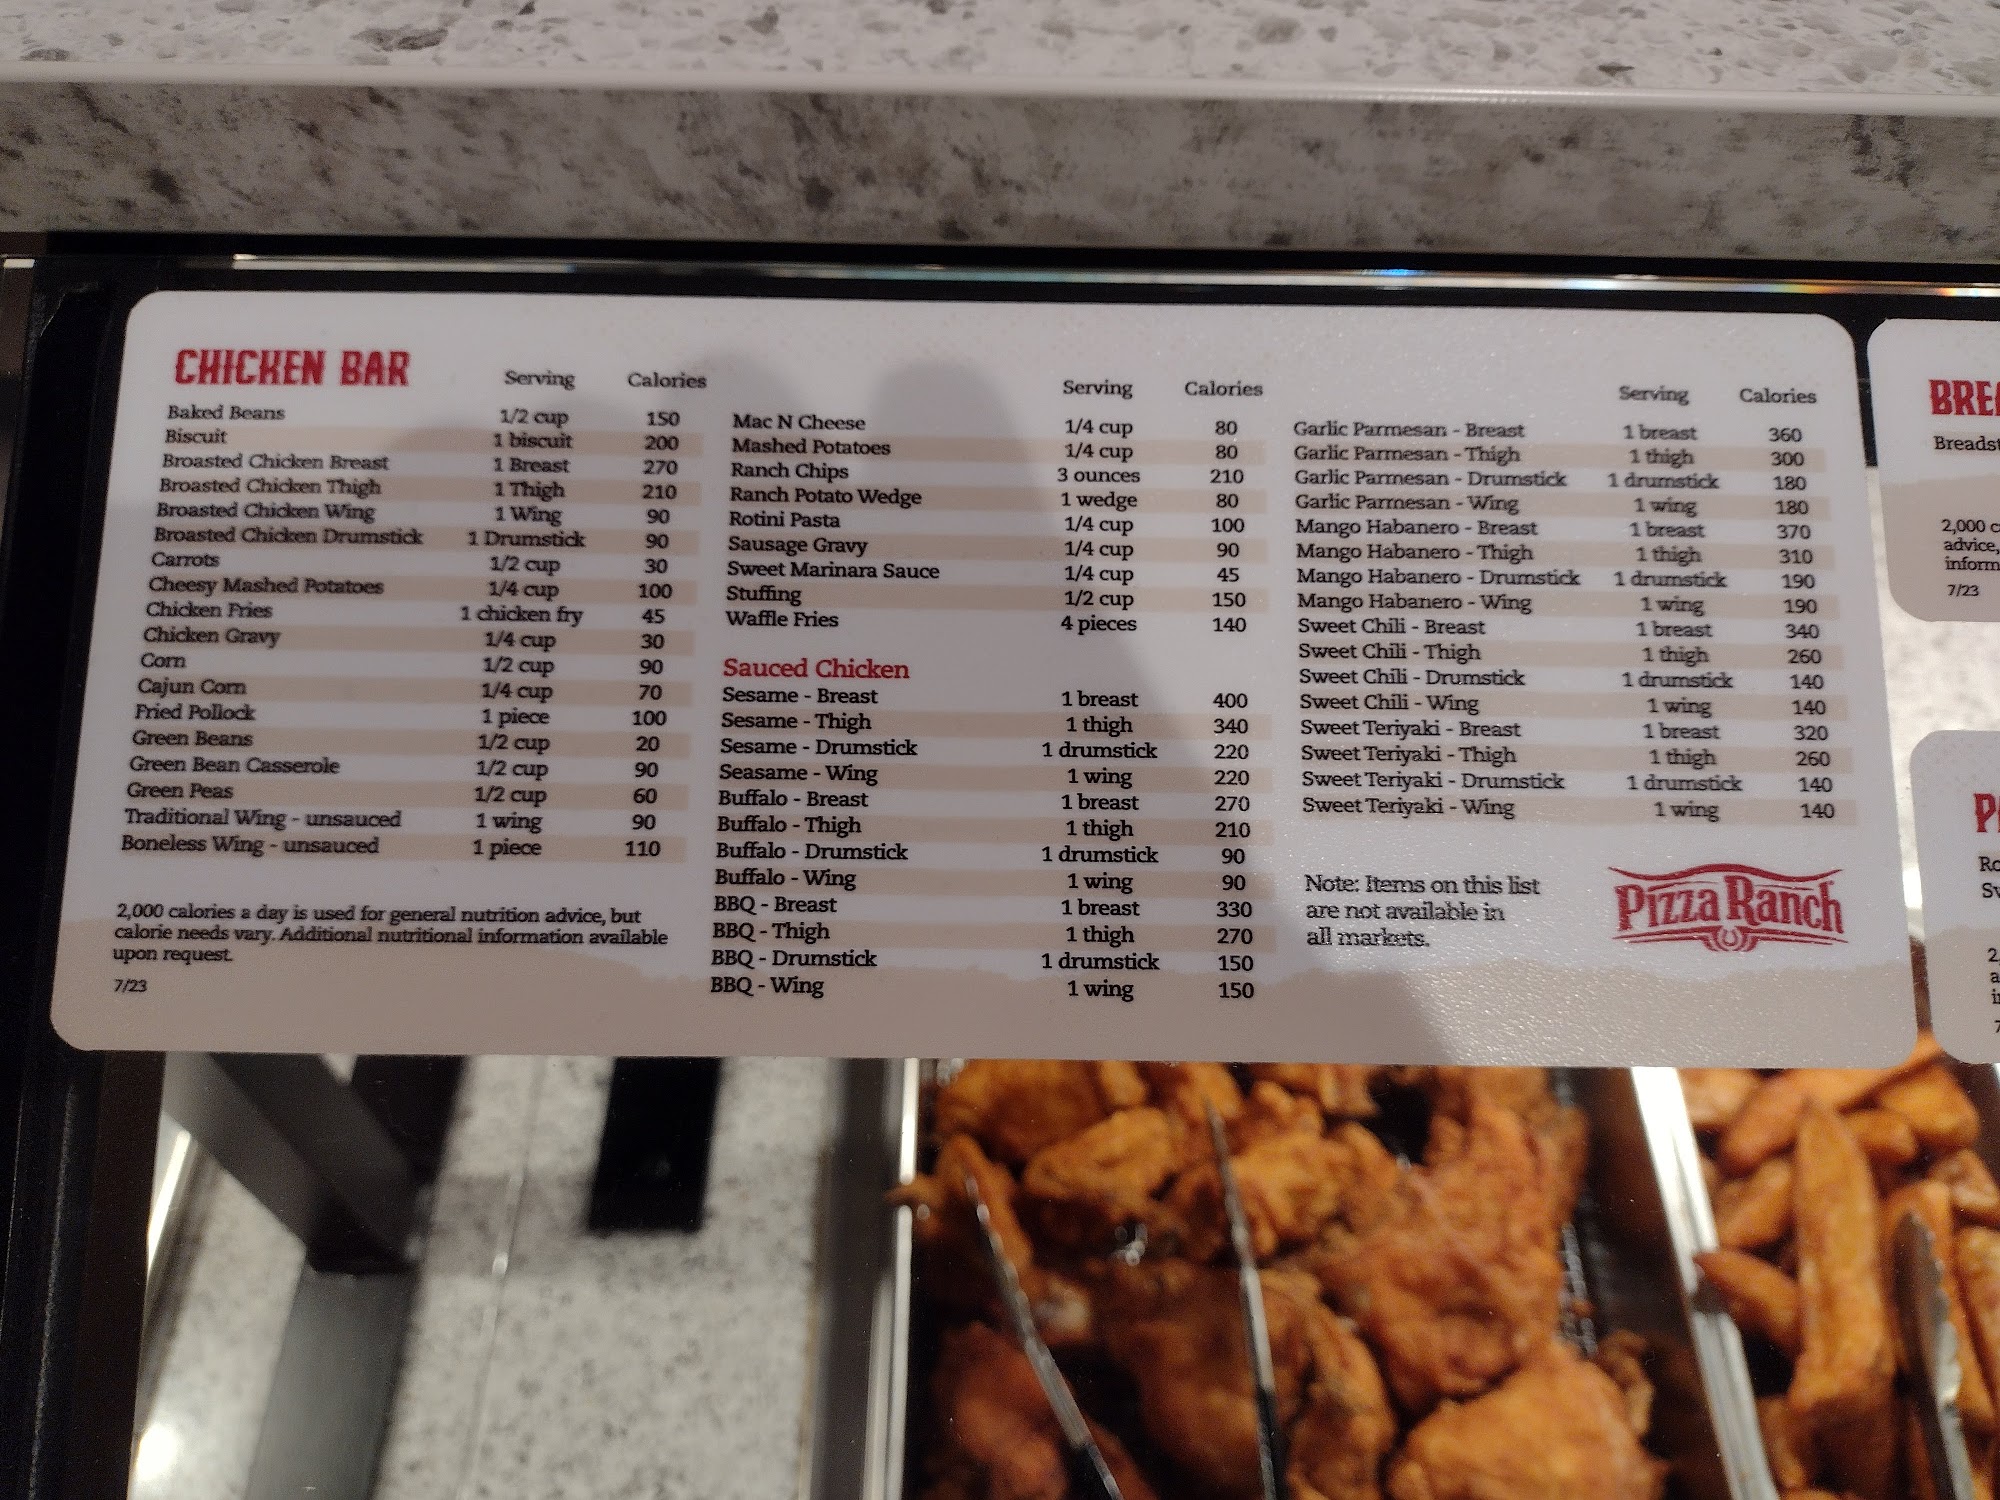 CHICKEN BAR Serving Calories
Baked Beans 1/2 cup 150
Biscuit 1 biscuit 200
Broasted Chicken Breast 1 Breast 270
Broasted Chicken Thigh 1 Thigh 210
Broasted Chicken Wing 1 Wing 90
Broasted Chicken Drumstick 1 Drumstick 90
Carrots 1/2 cup 30
Cheesy Mashed Potatoes 1/4 cup 100
Chicken Fries 1 chicken fry 45
Chicken Gravy 1/4 cup 30
Corn 1/2 cup 90
Cajun Corn 1/4 cup 70
Fried Pollock 1 piece 100
Green Beans 1/2 cup 20
Green Bean Casserole 1/2 cup 90
Green Peas 1/2 cup 60
Traditional Wing - unsauced 1 wing 90
Boneless Wing - unsauced 1 piece 110
2,000 calories a day is used for general nutrition advice, but
calorie needs vary. Additional nutritional information available
upon request.
7/23
Serving Calories
Mac N Cheese 1/4 cup 80
Mashed Potatoes 1/4 cup 80
Ranch Chips 3 ounces 210
Ranch Potato Wedge 1 wedge 80
Rotini Pasta 1/4 cup 100
Sausage Gravy 1/4 cup 90
Sweet Marinara Sauce 1/4 cup 45
Stuffing 1/2 cup 150
Waffle Fries 4 pieces 140
Sauced Chicken
Sesame - Breast 1 breast 400
Sesame - Thigh 1 thigh 340
Sesame - Drumstick 1 drumstick 220
Seasame - Wing 1 wing 220
Buffalo - Breast 1 breast 270
Buffalo - Thigh 1 thigh 210
Buffalo - Drumstick 1 drumstick 90
Buffalo - Wing 1 wing 90
BBQ - Breast 1 breast 330
BBQ - Thigh 1 thigh 270
BBQ - Drumstick 1 drumstick 150
BBQ - Wing 1 wing 150
Serving Calories
Garlic Parmesan - Breast 1 breast 360
Garlic Parmesan - Thigh 1 thigh 300
Garlic Parmesan - Drumstick 1 drumstick 180
Garlic Parmesan - Wing 1 wing 180
Mango Habanero - Breast 1 breast 370
Mango Habanero - Thigh 1 thigh 310
Mango Habanero - Drumstick 1 drumstick 190
Mango Habanero - Wing 1 wing 190
Sweet Chili - Breast 1 breast 340
Sweet Chili - Thigh 1 thigh 260
Sweet Chili - Drumstick 1 drumstick 140
Sweet Chili - Wing 1 wing 140
Sweet Teriyaki - Breast 1 breast 320
Sweet Teriyaki - Thigh 1 thigh 260
Sweet Teriyaki - Drumstick 1 drumstick 140
Sweet Teriyaki - Wing 1 wing 140
Note: Items on this list
are not available in
all markets.
Pizza Ranch
2,000
advice,
7/23